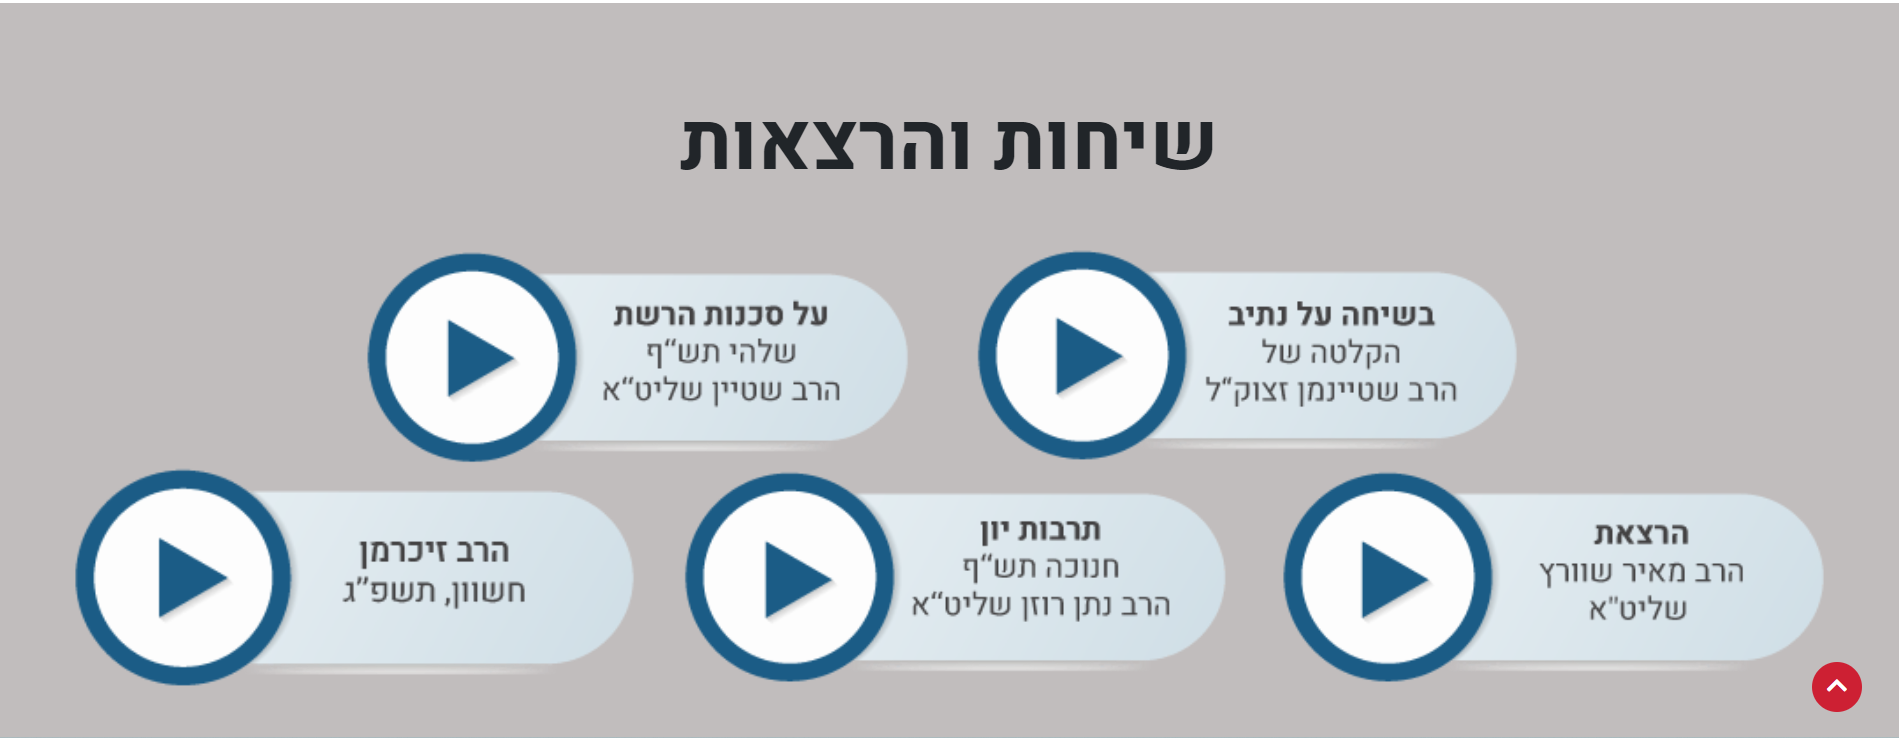 שיחות והרצאות
בשיחה על נתיב
הקלטה של
הרב שטיינמן זצוק“ל
על סכנות הרשת
שלהי תש“ף
הרב שטיין שליט“א
הרצאת
הרב מאיר שוורץ
שליט"א
תרבות יון
חנוכה תש“ף
הרב נתן רוזן שליט“א
הרב זיכרמן
חשוון, תשפ”ג